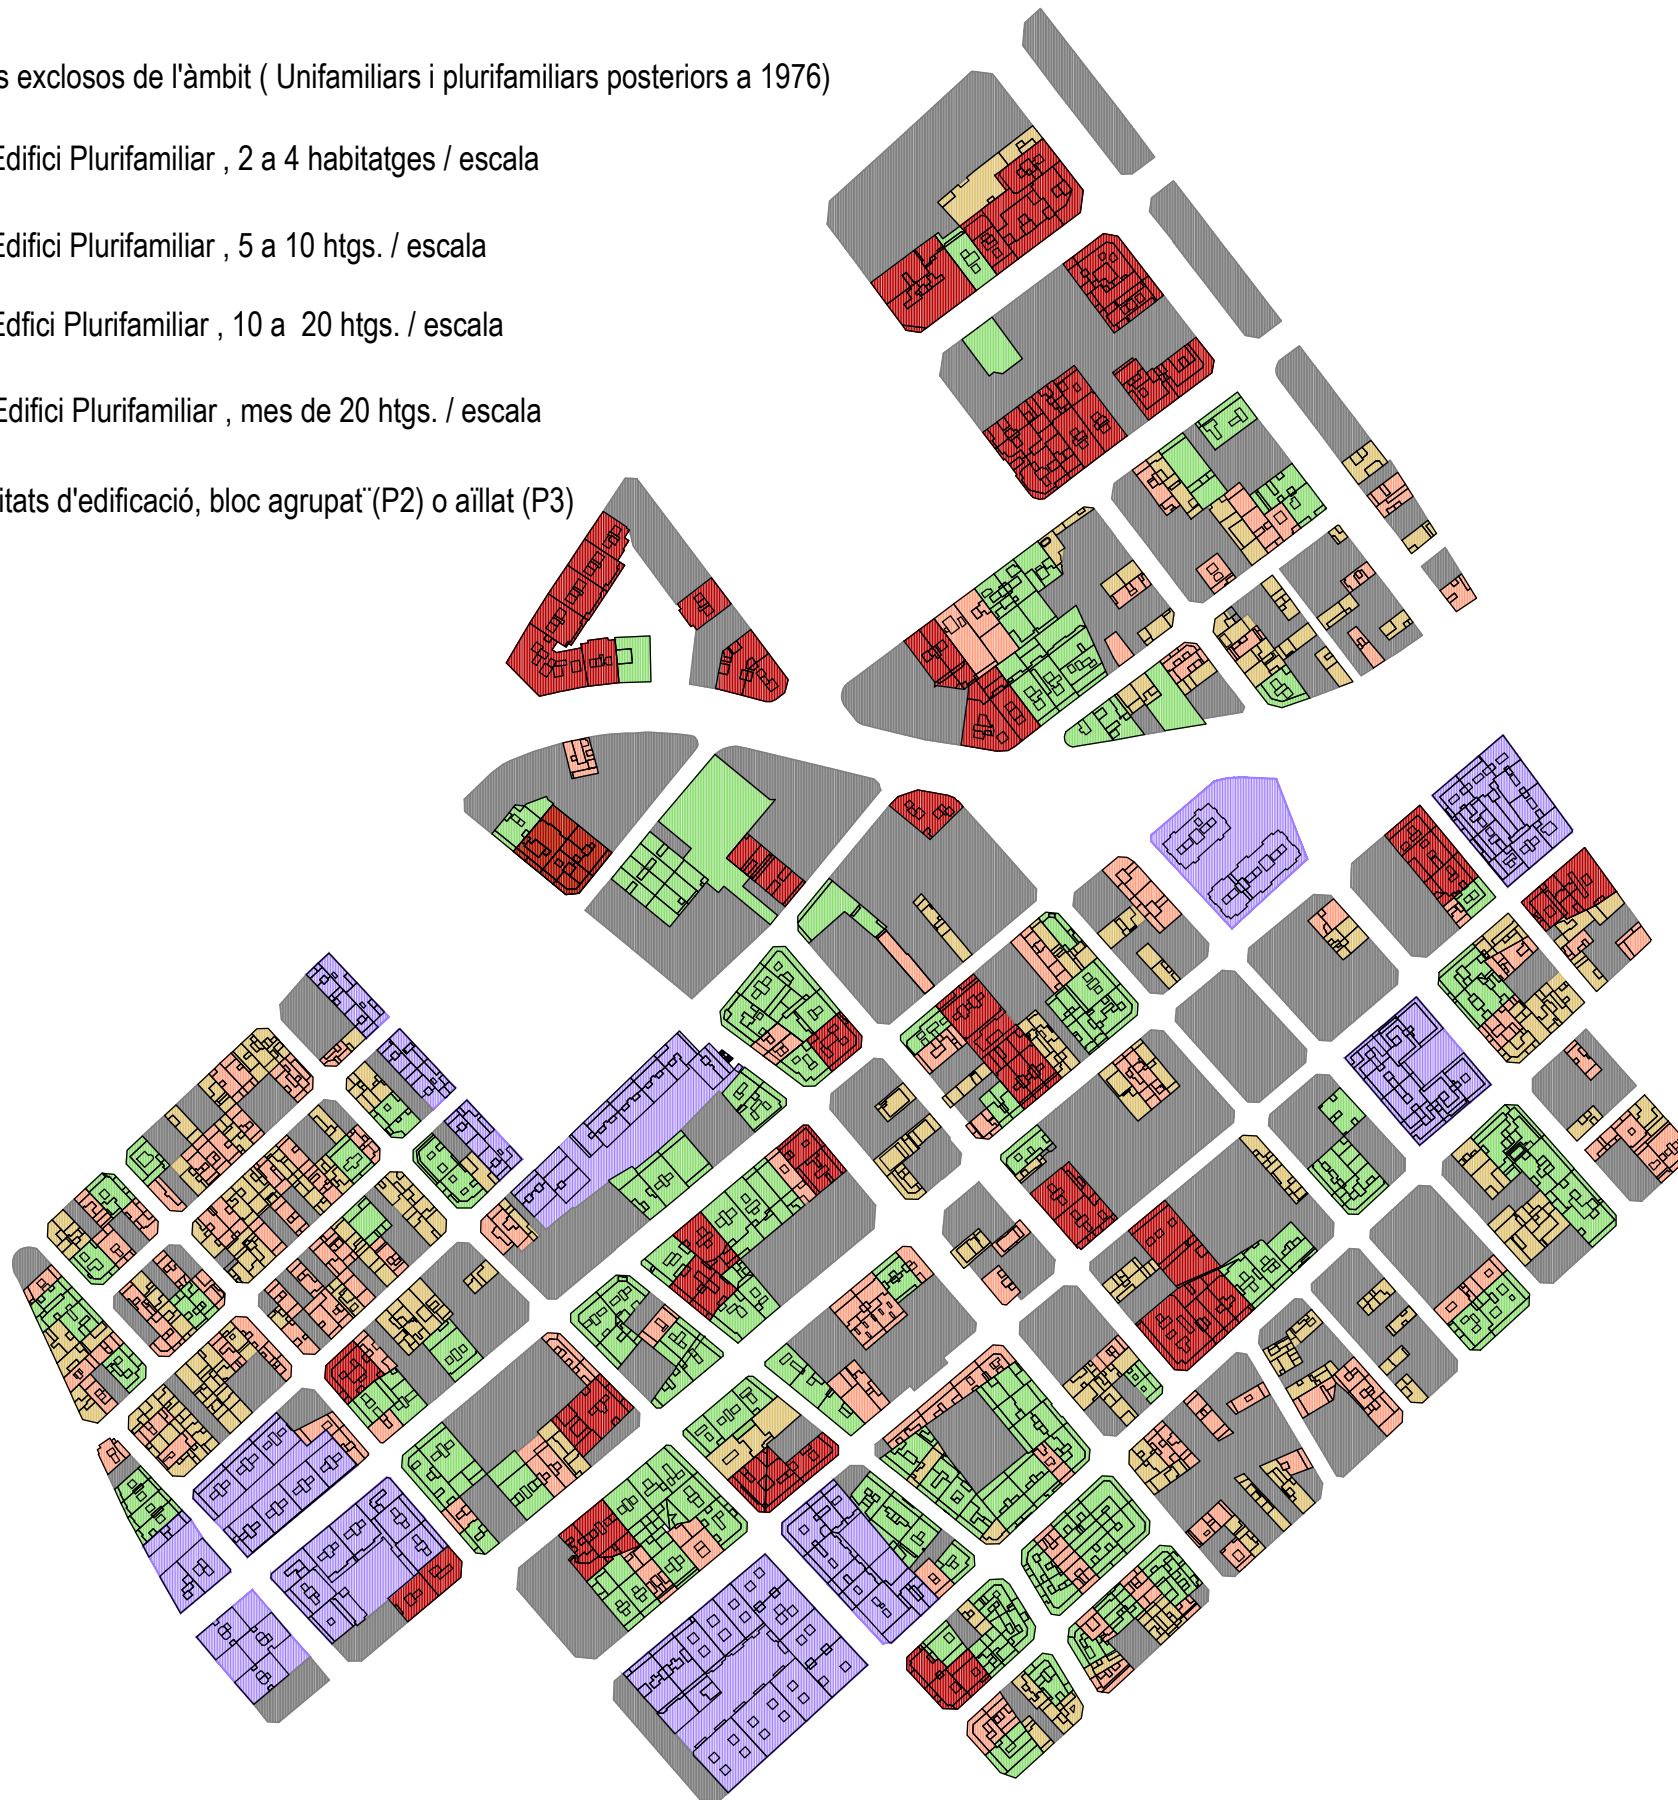 s exclosos de l'àmbit ( Unifamiliars i plurifamiliars posteriors a 1976)
Edifici Plurifamiliar , 2 a 4 habitatges / escala
Edifici Plurifamiliar , 5 a 10 htgs. / escala
Edfici Plurifamiliar , 10 a  20 htgs. / escala
Edifici Plurifamiliar , mes de 20 htgs. / escala
itats d'edificació, bloc agrupat¨(P2) o aïllat (P3)